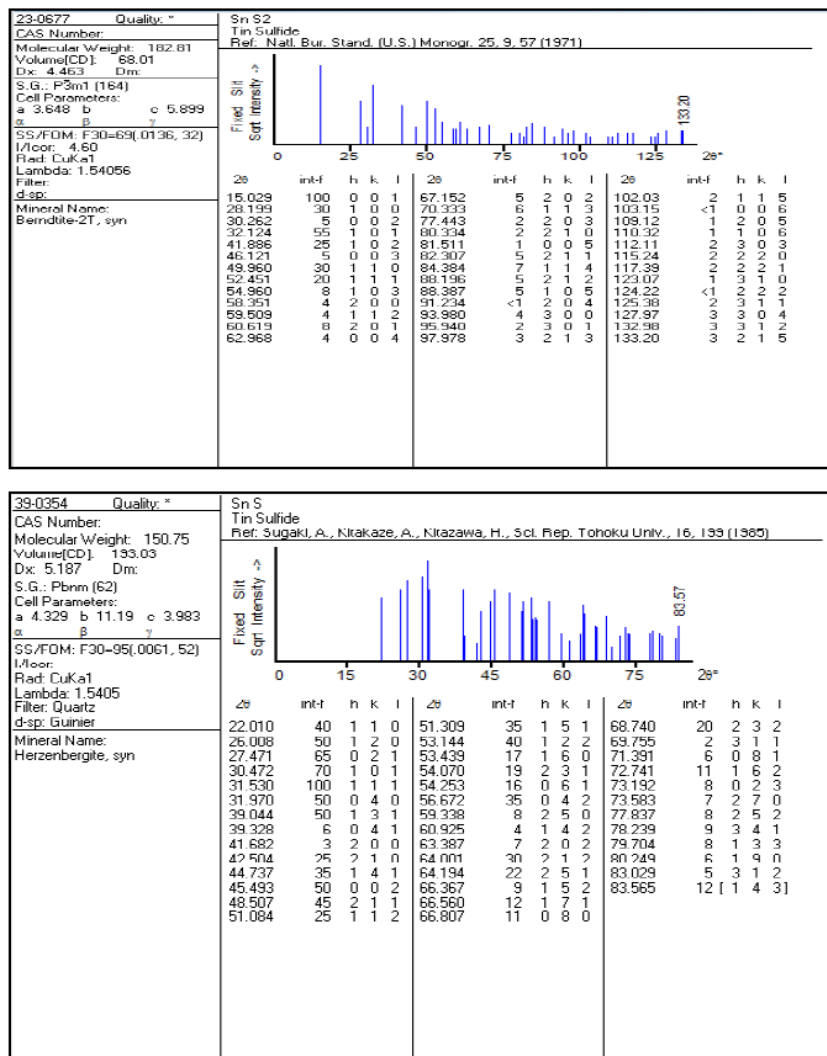 23-0677 Quality: *
CAS Number:
Molecular Weight: 182.81
Volume[CD]: 68.01
Dx: 4.463 Dm:
S.G.: P3m1 (164)
Cell Parameters:
a 3.648 b c 5.899
α β γ
SS/FOM: F30=69(.0136, 32)
I/Icor: 4.60
Rad: CuKa1
Lambda: 1.54056
Filter:
d-sp:
Mineral Name:
Berndtite-2T, syn
Sn S2
Tin Sulfide
Ref: Natl. Bur. Stand. (U.S.) Monogr. 25, 9, 57 (1971)
Fixed Slit
Sqrt Intensity ->
133.20
0 25 50 75 100 125 2θ°
2θ int-f h k l 2θ int-f h k l 2θ int-f h k l
15.029 100 0 0 1 67.152 5 2 0 2 102.03 2 1 1 5
28.199 30 1 0 0 70.333 6 1 1 3 103.15 <1 0 0 6
30.262 5 0 0 2 77.443 2 2 0 3 109.12 1 2 0 5
32.124 55 1 0 1 80.334 2 2 1 0 110.32 1 1 0 6
41.886 25 1 0 2 81.511 1 0 0 5 112.11 2 3 0 3
46.121 5 0 0 3 82.307 5 2 1 1 115.24 2 2 2 0
49.960 30 1 1 0 84.384 7 1 1 4 117.39 2 2 2 1
52.451 20 1 1 1 88.196 5 2 1 2 123.07 1 3 1 0
54.960 8 1 0 3 88.387 5 1 0 5 124.22 <1 2 2 2
58.351 4 2 0 0 91.234 <1 2 0 4 125.38 2 3 1 1
59.509 4 1 1 2 93.980 4 3 0 0 127.97 3 3 0 4
60.619 8 2 0 1 95.940 2 3 0 1 132.98 3 3 1 2
62.968 4 0 0 4 97.978 3 2 1 3 133.20 3 2 1 5
39-0354 Quality: *
CAS Number:
Molecular Weight: 150.75
Volume[CD]: 193.03
Dx: 5.187 Dm:
S.G.: Pbnm (62)
Cell Parameters:
a 4.329 b 11.19 c 3.983
α β γ
SS/FOM: F30=95(.0061, 52)
I/Icor:
Rad: CuKa1
Lambda: 1.5405
Filter: Quartz
d-sp: Guinier
Mineral Name:
Herzenbergite, syn
Sn S
Tin Sulfide
Ref: Sugaki, A., Kitakaze, A., Kitazawa, H., Sci. Rep. Tohoku Univ., 16, 199 (1985)
Fixed Slit
Sqrt Intensity ->
83.57
0 15 30 45 60 75 2θ°
2θ int-f h k l 2θ int-f h k l 2θ int-f h k l
22.010 40 1 1 0 51.309 35 1 5 1 68.740 20 2 3 2
26.008 50 1 2 0 53.144 40 1 2 2 69.755 2 3 1 1
27.471 65 0 2 1 53.439 17 1 6 0 71.391 6 0 8 1
30.472 70 1 0 1 54.070 19 2 3 1 72.741 11 1 6 2
31.530 100 1 1 1 54.253 16 0 6 1 73.192 8 0 2 3
31.970 50 0 4 0 56.672 35 0 4 2 73.583 7 2 7 0
39.044 50 1 3 1 59.338 8 2 5 0 77.837 8 2 5 2
39.328 6 0 4 1 60.925 4 1 4 2 78.239 9 3 4 1
41.682 3 2 0 0 63.387 7 2 0 2 79.704 8 1 3 3
42.504 25 2 1 0 64.001 30 2 1 2 80.249 6 1 9 0
44.737 35 1 4 1 64.194 22 2 5 1 83.029 5 3 1 2
45.493 50 0 0 2 66.367 9 1 5 2 83.565 12 [ 1 4 3]
48.507 45 2 1 1 66.560 12 1 7 1
51.084 25 1 1 2 66.807 11 0 8 0